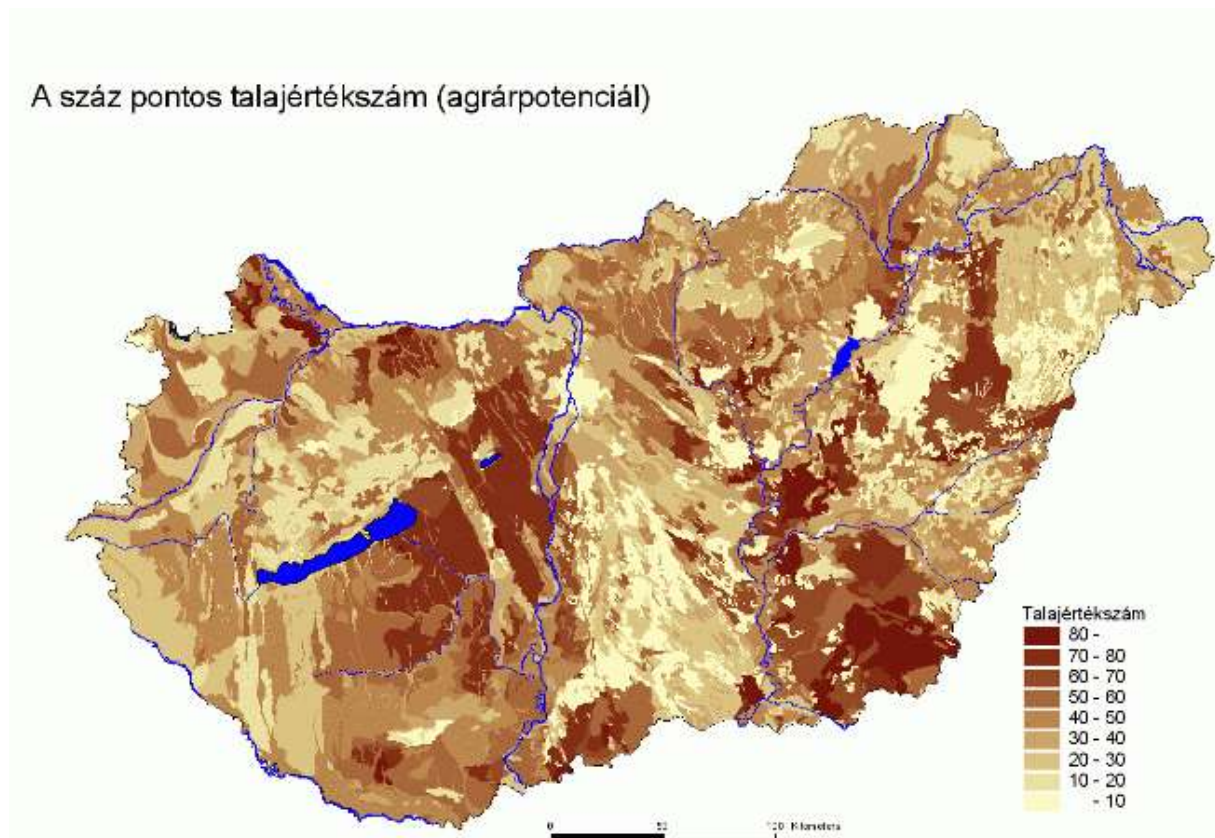 A száz pontos talajértékszám (agrárpotenciál)
Talajértékszám
80 -
70 - 80
60 - 70
50 - 60
40 - 50
30 - 40
20 - 30
10 - 20
- 10
0 50 100 Kilometers